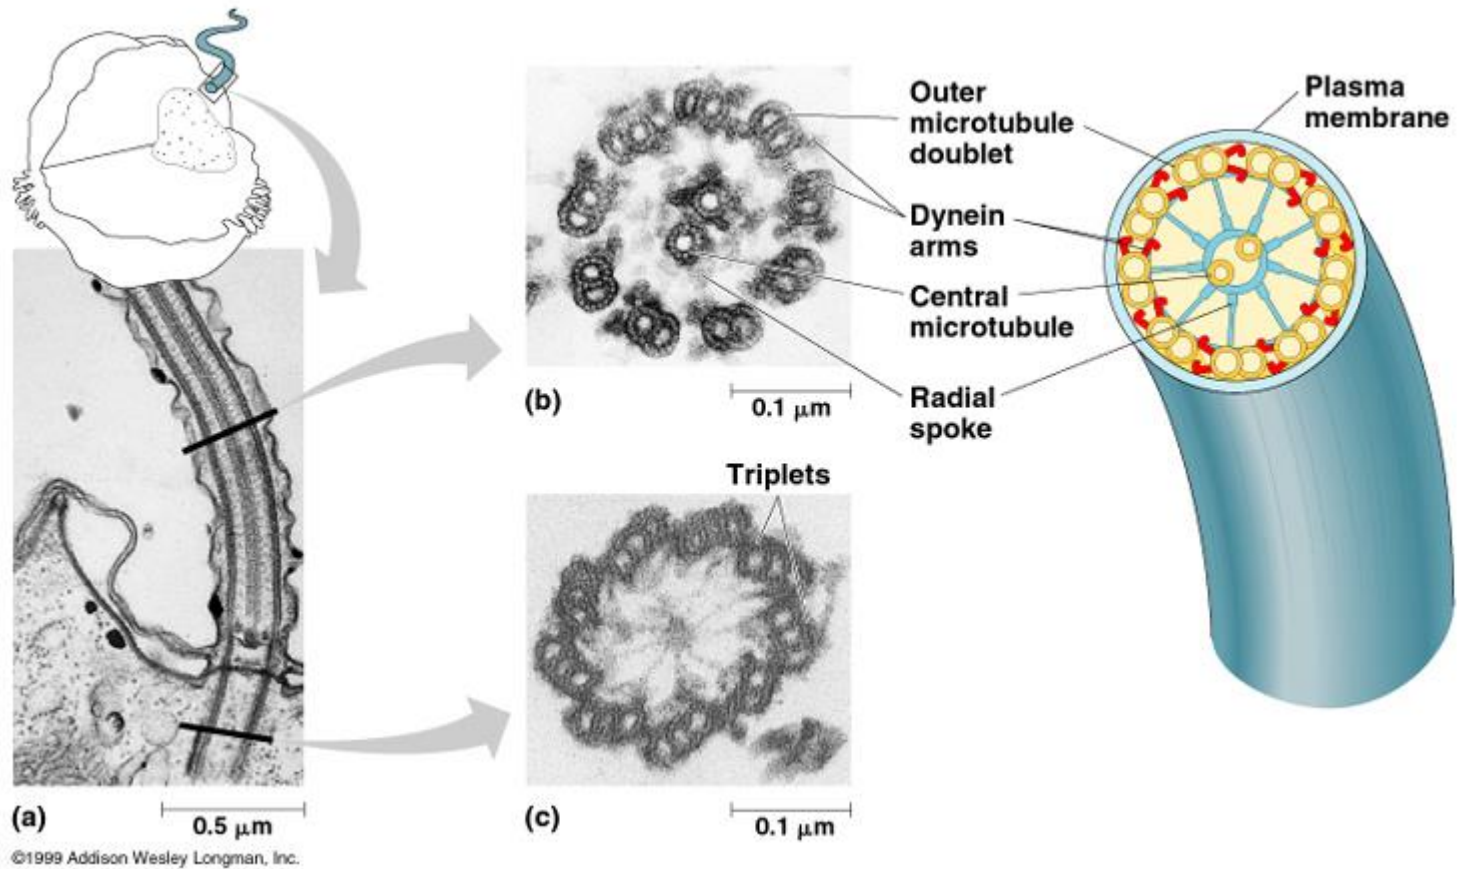 Outer
microtubule
doublet
Plasma
membrane
Dynein
arms
Central
microtubule
Radial
spoke
(b)
0.1 μm
Triplets
(a)
0.5 μm
(c)
0.1 μm
©1999 Addison Wesley Longman, Inc.